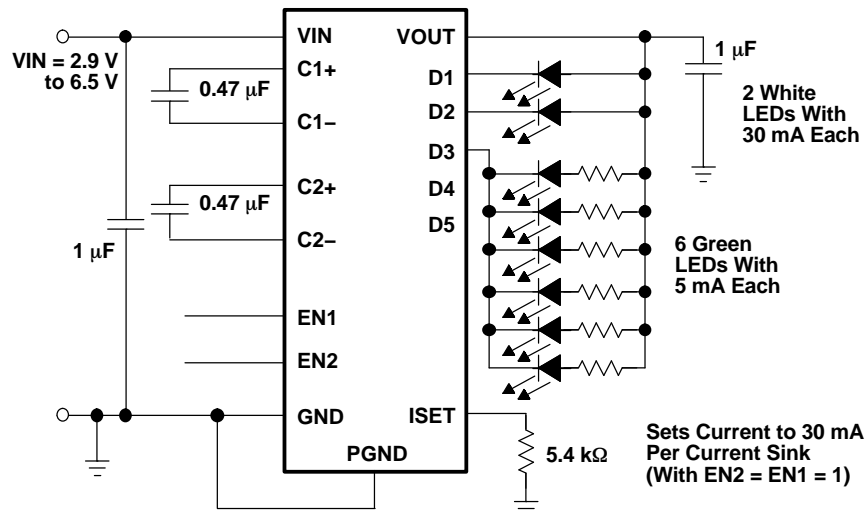 VIN
VOUT
VIN = 2.9 V
to 6.5 V
C1+
0.47 μF
C1−
C2+
0.47 μF
C2−
1 μF
EN1
EN2
GND
PGND
D1
D2
D3
D4
D5
ISET
1 μF
2 White
LEDs With
30 mA Each
6 Green
LEDs With
5 mA Each
5.4 kΩ
Sets Current to 30 mA
Per Current Sink
(With EN2 = EN1 = 1)